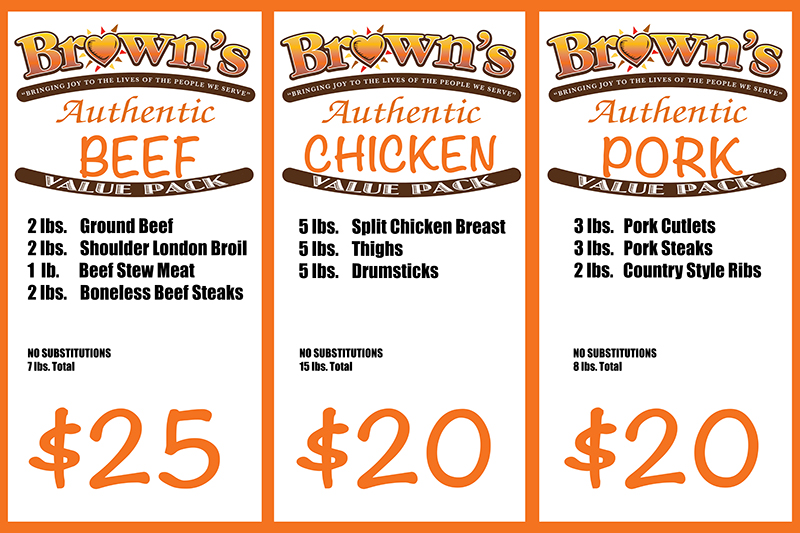 Brown's
"BRINGING JOY TO THE LIVES OF THE PEOPLE WE SERVE"
Authentic
BEEF
VALUE PACK
2 lbs. Ground Beef
2 lbs. Shoulder London Broil
1 lb. Beef Stew Meat
2 lbs. Boneless Beef Steaks
NO SUBSTITUTIONS
7 lbs. Total
$25
Brown's
"BRINGING JOY TO THE LIVES OF THE PEOPLE WE SERVE"
Authentic
CHICKEN
VALUE PACK
5 lbs. Split Chicken Breast
5 lbs. Thighs
5 lbs. Drumsticks
NO SUBSTITUTIONS
15 lbs. Total
$20
Brown's
"BRINGING JOY TO THE LIVES OF THE PEOPLE WE SERVE"
Authentic
PORK
VALUE PACK
3 lbs. Pork Cutlets
3 lbs. Pork Steaks
2 lbs. Country Style Ribs
NO SUBSTITUTIONS
8 lbs. Total
$20